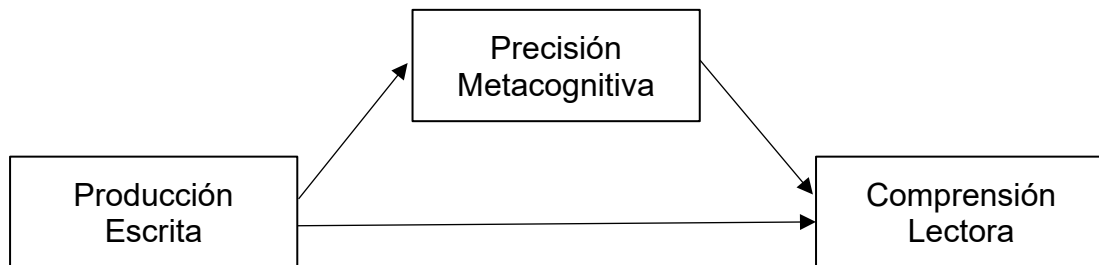 Precisión
Metacognitiva
Producción
Escrita
Comprensión
Lectora